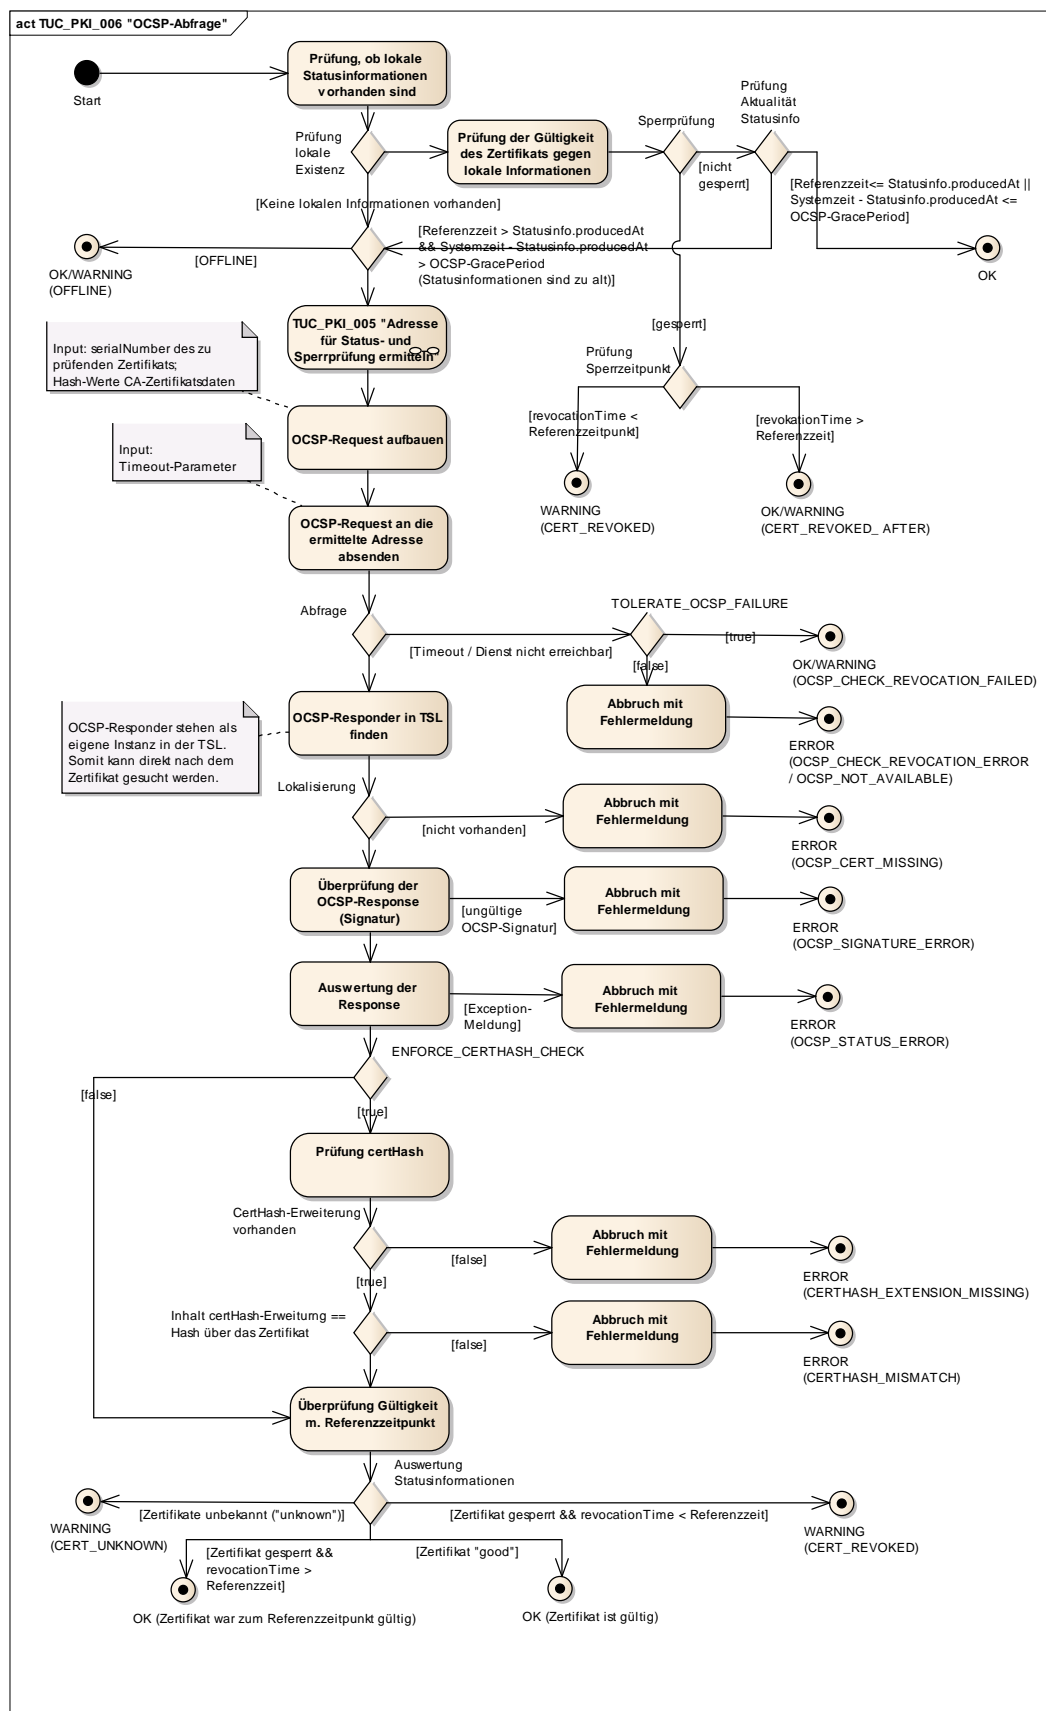 act TUC_PKI_006 "OCSP-Abfrage"
Start
Prüfung, ob lokale
Statusinformationen
vorhanden sind
Prüfung
lokale
Existenz
Prüfung der Gültigkeit
des Zertifikats gegen
lokale Informationen
Sperrprüfung
[nicht
gesperrt]
Prüfung
Aktualität
Statusinfo
[Referenzzeit<= Statusinfo.producedAt ||
Systemzeit - Statusinfo.producedAt <=
OCSP-GracePeriod]
OK
[Keine lokalen Informationen vorhanden]
[Referenzzeit > Statusinfo.producedAt
&& Systemzeit - Statusinfo.producedAt
> OCSP-GracePeriod
(Statusinformationen sind zu alt)]
[OFFLINE]
OK/WARNING
(OFFLINE)
TUC_PKI_005 "Adresse
für Status- und
Sperrprüfung ermitteln"
[gesperrt]
Prüfung
Sperrzeitpunkt
[revocationTime <
Referenzzeitpunkt]
[revokationTime >
Referenzzeit]
WARNING
(CERT_REVOKED)
OK/WARNING
(CERT_REVOKED_ AFTER)
Input: serialNumber des zu
prüfenden Zertifikats;
Hash-Werte CA-Zertifikatsdaten
OCSP-Request aufbauen
Input:
Timeout-Parameter
OCSP-Request an die
ermittelte Adresse
absenden
Abfrage
[Timeout / Dienst nicht erreichbar]
TOLERATE_OCSP_FAILURE
[true]
[false]
OK/WARNING
(OCSP_CHECK_REVOCATION_FAILED)
Abbruch mit
Fehlermeldung
ERROR
(OCSP_CHECK_REVOCATION_ERROR
/ OCSP_NOT_AVAILABLE)
OCSP-Responder in TSL
finden
OCSP-Responder stehen als
eigene Instanz in der TSL.
Somit kann direkt nach dem
Zertifikat gesucht werden.
Lokalisierung
[nicht vorhanden]
Abbruch mit
Fehlermeldung
ERROR
(OCSP_CERT_MISSING)
Überprüfung der
OCSP-Response
(Signatur)
[ungültige
OCSP-Signatur]
Abbruch mit
Fehlermeldung
ERROR
(OCSP_SIGNATURE_ERROR)
Auswertung der
Response
[Exception-
Meldung]
Abbruch mit
Fehlermeldung
ERROR
(OCSP_STATUS_ERROR)
ENFORCE_CERTHASH_CHECK
[false]
[true]
Prüfung certHash
CertHash-Erweiterung
vorhanden
[false]
[true]
Abbruch mit
Fehlermeldung
ERROR
(CERTHASH_EXTENSION_MISSING)
Inhalt certHash-Erweiturng ==
Hash über das Zertifikat
[false]
Abbruch mit
Fehlermeldung
ERROR
(CERTHASH_MISMATCH)
Überprüfung Gültigkeit
m. Referenzzeitpunkt
Auswertung
Statusinformationen
[Zertifikate unbekannt ("unknown")]
[Zertifikat gesperrt && revocationTime < Referenzzeit]
WARNING
(CERT_UNKNOWN)
WARNING
(CERT_REVOKED)
[Zertifikat gesperrt &&
revocationTime >
Referenzzeit]
[Zertifikat "good"]
OK (Zertifikat war zum Referenzzeitpunkt gültig)
OK (Zertifikat ist gültig)